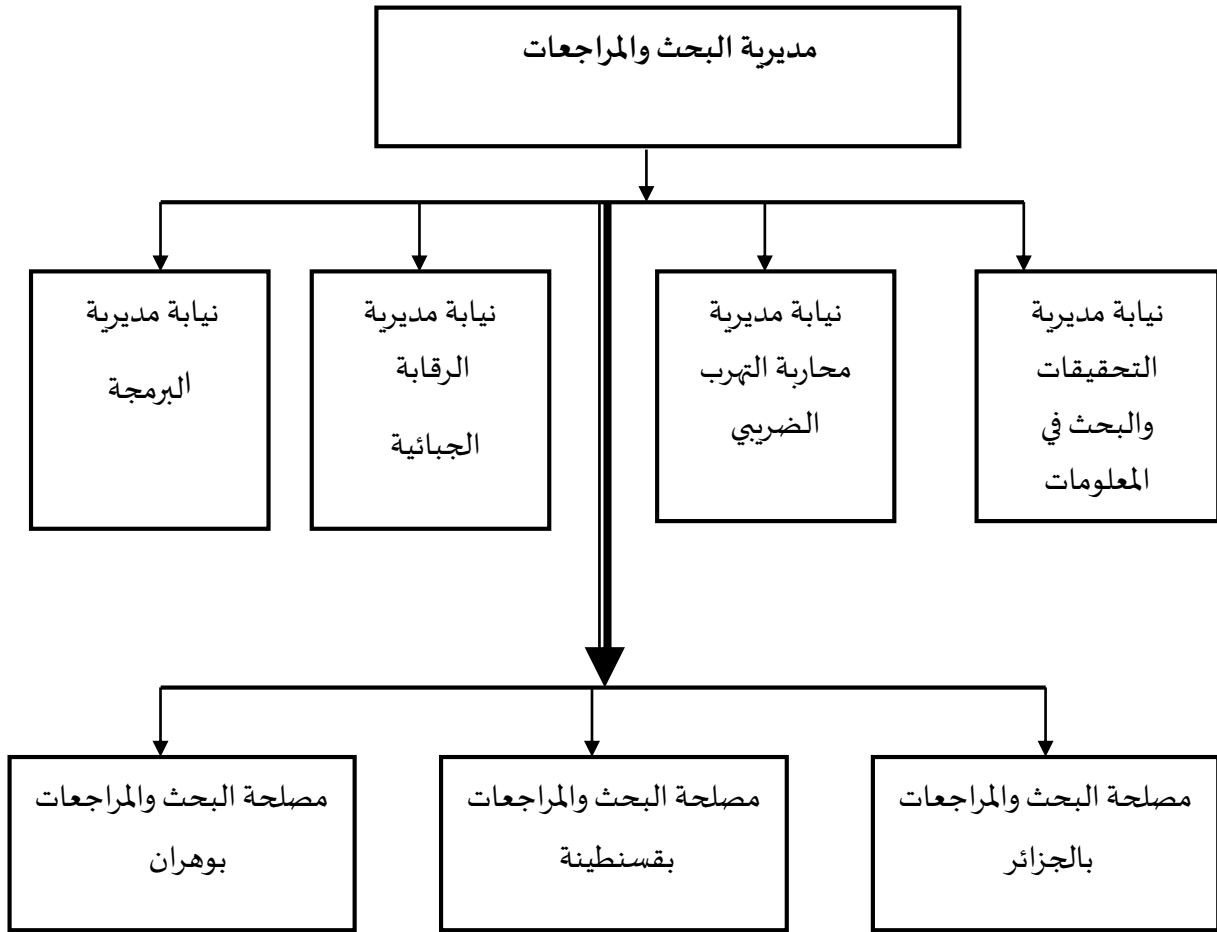 مديرية البحث والمراجعات
نيابة مديرية
التحقيقات
والبحث في
المعلومات
نيابة مديرية
محاربة التهرب
الضريبي
نيابة مديرية
الرقابة
الجبائية
نيابة مديرية
البرمجة
مصلحة البحث والمراجعات
بالجزائر
مصلحة البحث والمراجعات
بقسنطينة
مصلحة البحث والمراجعات
بوهران